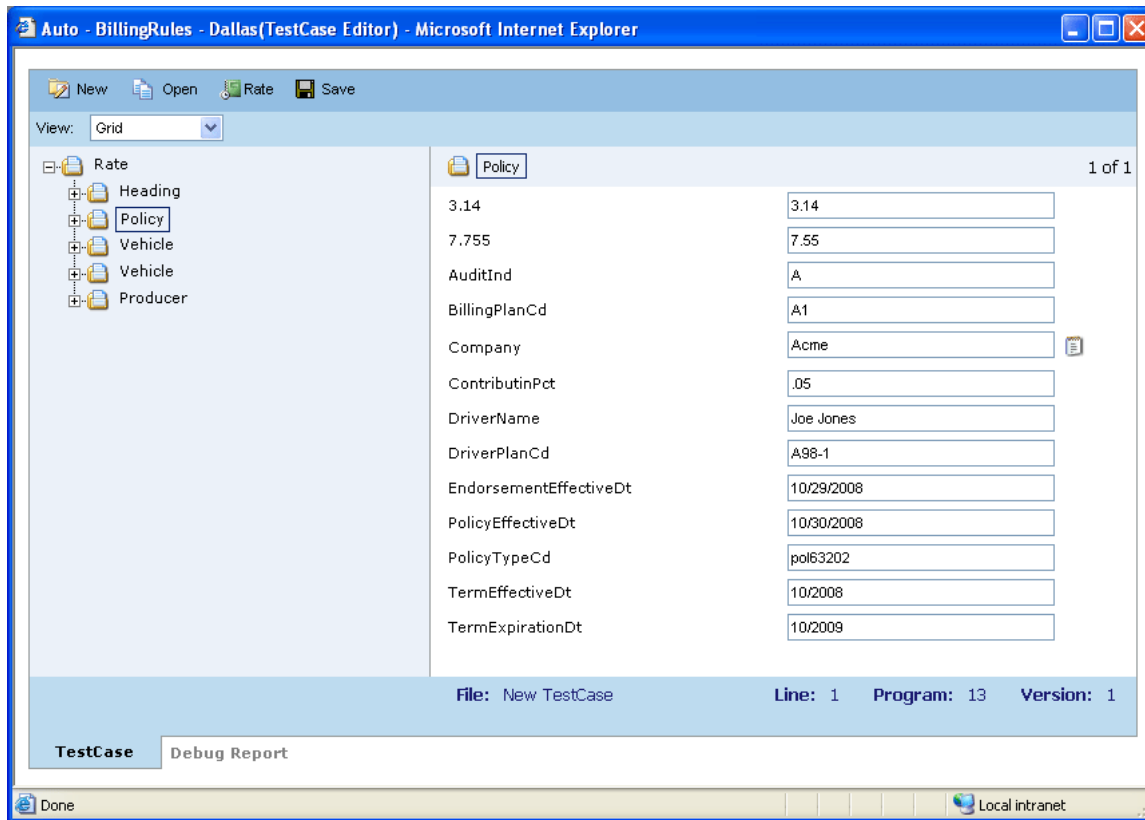 Auto - BillingRules - Dallas(TestCase Editor) - Microsoft Internet Explorer
New Open Rate Save
View: Grid
Rate
Heading
Policy
Vehicle
Vehicle
Producer
Policy 1 of 1
3.14 3.14
7.755 7.55
AuditInd A
BillingPlanCd A1
Company Acme
ContributinPct .05
DriverName Joe Jones
DriverPlanCd A98-1
EndorsementEffectiveDt 10/29/2008
PolicyEffectiveDt 10/30/2008
PolicyTypeCd pol63202
TermEffectiveDt 10/2008
TermExpirationDt 10/2009
File: New TestCase Line: 1 Program: 13 Version: 1
TestCase Debug Report
Done Local intranet